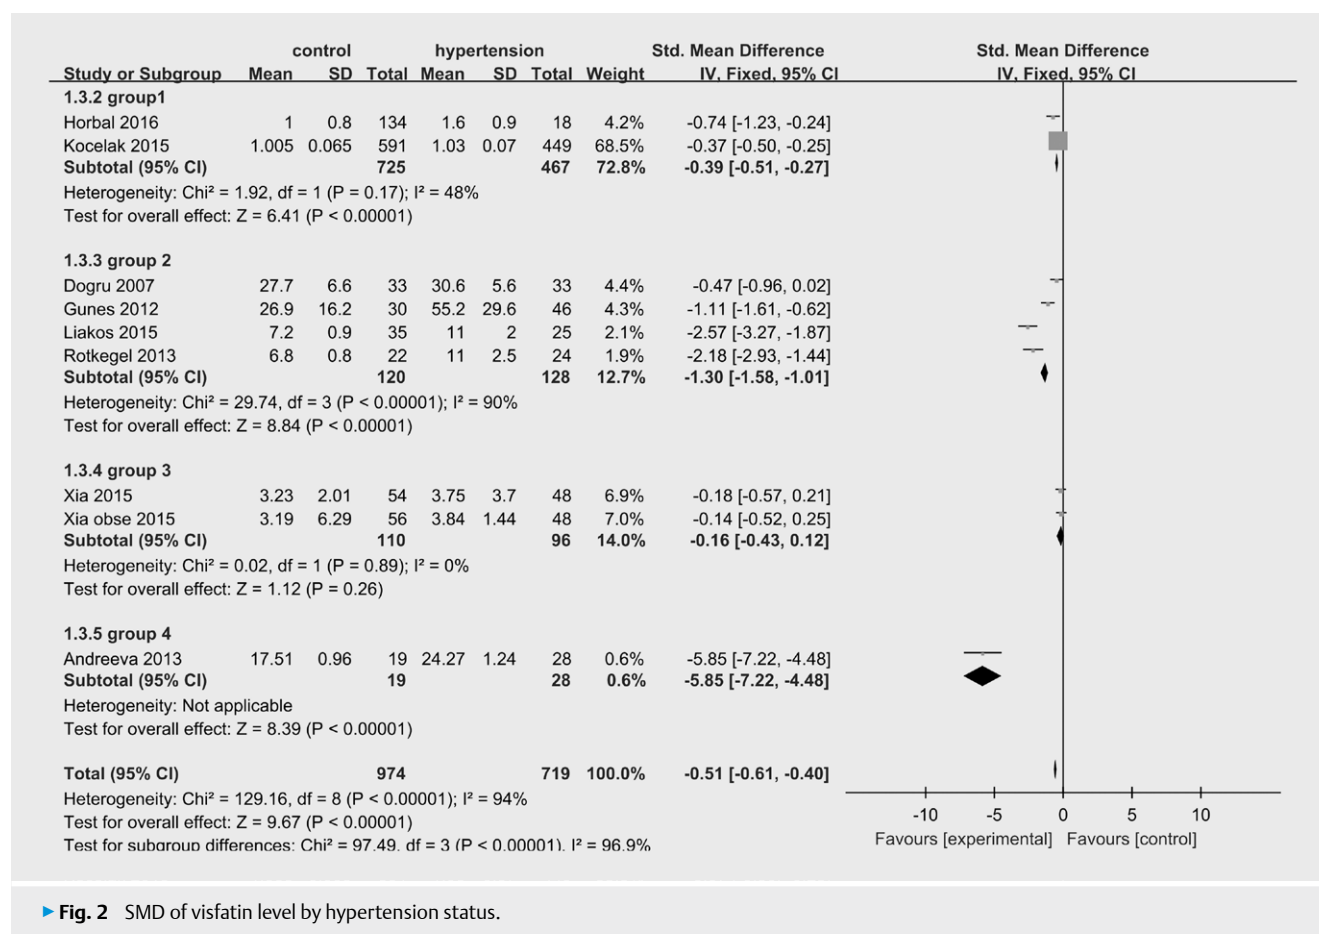 control hypertension Std. Mean Difference Std. Mean Difference
Study or Subgroup Mean SD Total Mean SD Total Weight IV, Fixed, 95% CI IV, Fixed, 95% CI
1.3.2 group1
Horbal 2016 1 0.8 134 1.6 0.9 18 4.2% -0.74 [-1.23, -0.24]
Kocelak 2015 1.005 0.065 591 1.03 0.07 449 68.5% -0.37 [-0.50, -0.25]
Subtotal (95% CI) 725 467 72.8% -0.39 [-0.51, -0.27]
Heterogeneity: Chi² = 1.92, df = 1 (P = 0.17); I² = 48%
Test for overall effect: Z = 6.41 (P < 0.00001)
1.3.3 group 2
Dogru 2007 27.7 6.6 33 30.6 5.6 33 4.4% -0.47 [-0.96, 0.02]
Gunes 2012 26.9 16.2 30 55.2 29.6 46 4.3% -1.11 [-1.61, -0.62]
Liakos 2015 7.2 0.9 35 11 2 25 2.1% -2.57 [-3.27, -1.87]
Rotkegel 2013 6.8 0.8 22 11 2.5 24 1.9% -2.18 [-2.93, -1.44]
Subtotal (95% CI) 120 128 12.7% -1.30 [-1.58, -1.01]
Heterogeneity: Chi² = 29.74, df = 3 (P < 0.00001); I² = 90%
Test for overall effect: Z = 8.84 (P < 0.00001)
1.3.4 group 3
Xia 2015 3.23 2.01 54 3.75 3.7 48 6.9% -0.18 [-0.57, 0.21]
Xia obse 2015 3.19 6.29 56 3.84 1.44 48 7.0% -0.14 [-0.52, 0.25]
Subtotal (95% CI) 110 96 14.0% -0.16 [-0.43, 0.12]
Heterogeneity: Chi² = 0.02, df = 1 (P = 0.89); I² = 0%
Test for overall effect: Z = 1.12 (P = 0.26)
1.3.5 group 4
Andreeva 2013 17.51 0.96 19 24.27 1.24 28 0.6% -5.85 [-7.22, -4.48]
Subtotal (95% CI) 19 28 0.6% -5.85 [-7.22, -4.48]
Heterogeneity: Not applicable
Test for overall effect: Z = 8.39 (P < 0.00001)
Total (95% CI) 974 719 100.0% -0.51 [-0.61, -0.40]
Heterogeneity: Chi² = 129.16, df = 8 (P < 0.00001); I² = 94%
Test for overall effect: Z = 9.67 (P < 0.00001)
Test for subgroup differences: Chi² = 97.49. df = 3 (P < 0.00001). I² = 96.9%
-10 -5 0 5 10
Favours [experimental] Favours [control]
▶ Fig. 2 SMD of visfatin level by hypertension status.